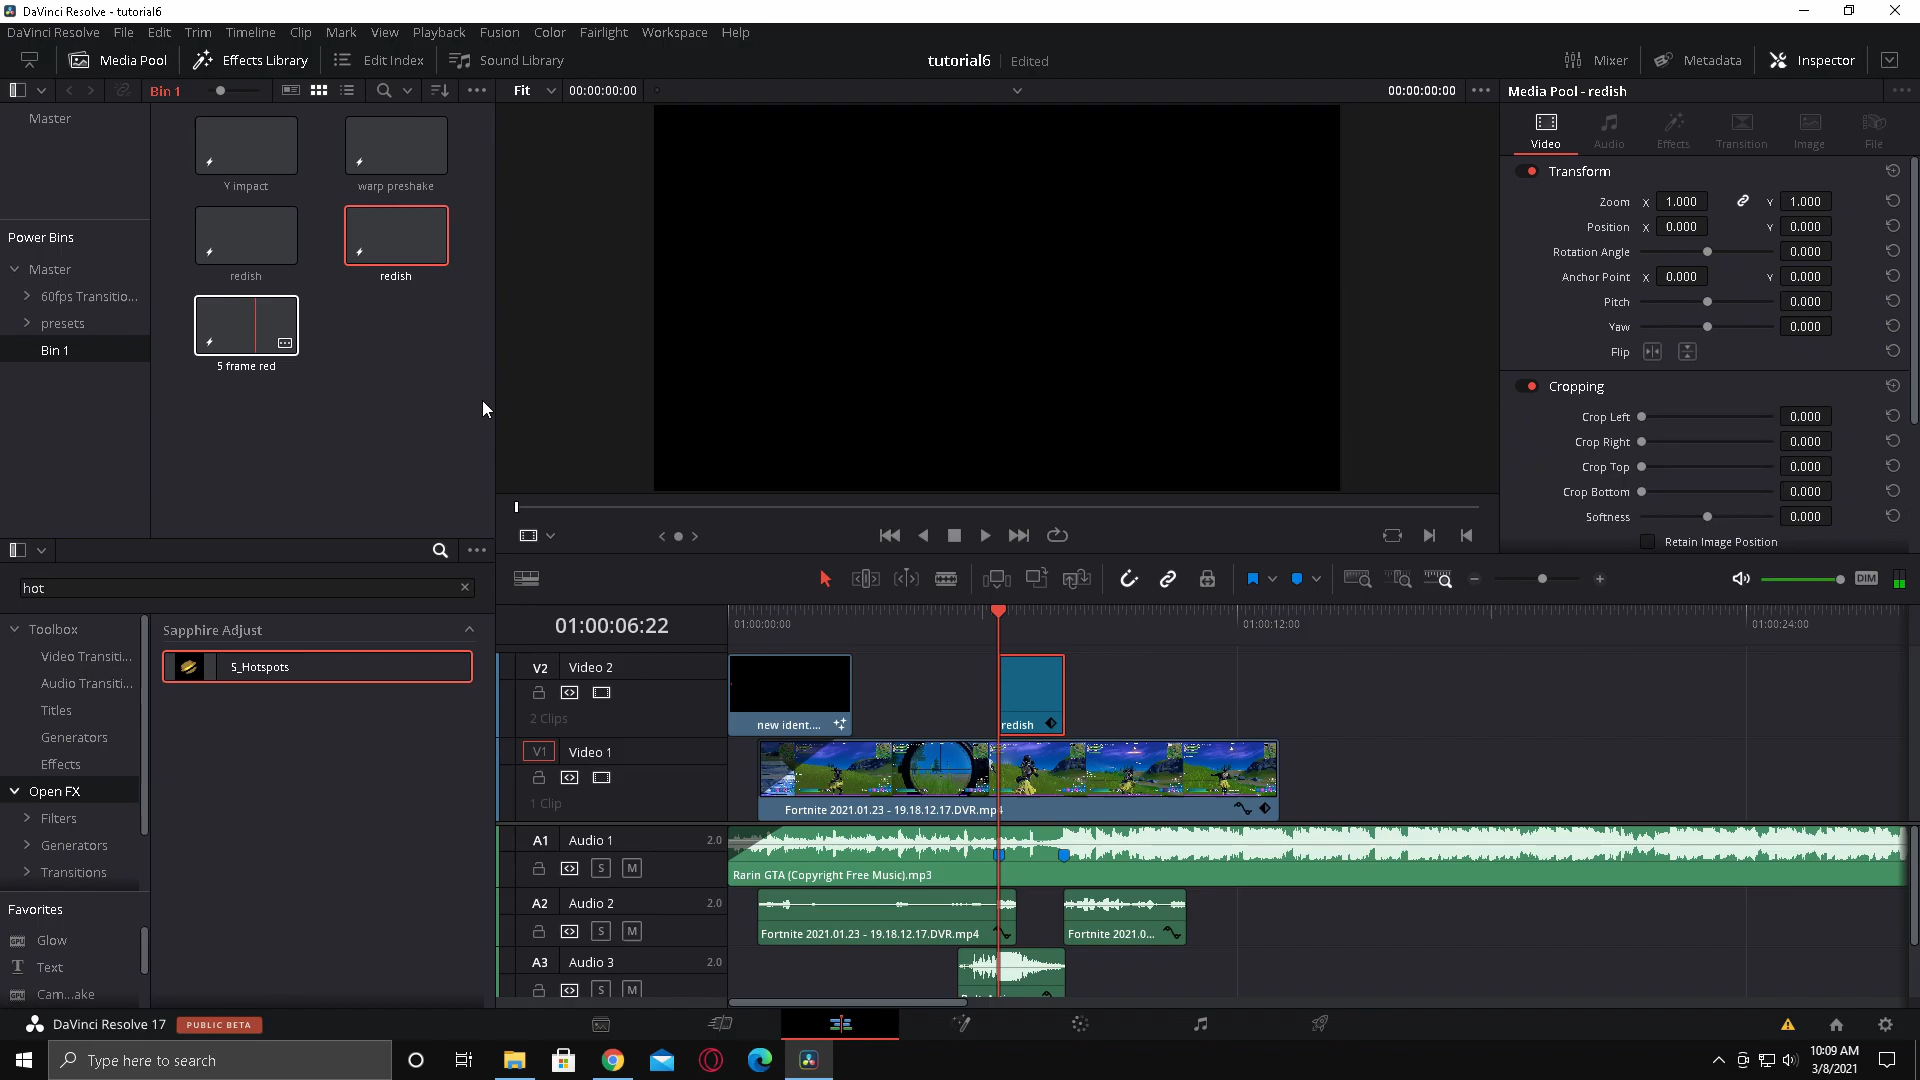 DaVinci Resolve - tutorial6
DaVinci Resolve File Edit Trim Timeline Clip Mark View Playback Fusion Color Fairlight Workspace Help
Media Pool Effects Library Edit Index Sound Library tutorial6 Edited Mixer Metadata Inspector
Bin 1 Fit 00:00:00:00 00:00:00:00 Media Pool - redish
Master
Y impact warp preshake
redish redish
5 frame red
Power Bins
Master
60fps Transitio...
presets
Bin 1
Video Audio Effects Transition Image File
Transform
Zoom X 1.000 Y 1.000
Position X 0.000 Y 0.000
Rotation Angle 0.000
Anchor Point X 0.000 Y 0.000
Pitch 0.000
Yaw 0.000
Flip
Cropping
Crop Left 0.000
Crop Right 0.000
Crop Top 0.000
Crop Bottom 0.000
Softness 0.000
Retain Image Position
hot
Toolbox
Video Transiti...
Audio Transiti...
Titles
Generators
Effects
Open FX
Filters
Generators
Transitions
Favorites
Glow
Text
Cam...ake
Sapphire Adjust
S_Hotspots
DIM
01:00:06:22 01:00:00:00 01:00:12:00 01:00:24:00
V2 Video 2
2 Clips
new ident.... redish
V1 Video 1
1 Clip
Fortnite 2021.01.23 - 19.18.12.17.DVR.mp4
A1 Audio 1 2.0
S M
Rarin GTA (Copyright Free Music).mp3
A2 Audio 2 2.0
S M
Fortnite 2021.01.23 - 19.18.12.17.DVR.mp4 Fortnite 2021.0...
A3 Audio 3 2.0
S M
DaVinci Resolve 17 PUBLIC BETA
Type here to search
10:09 AM
3/8/2021